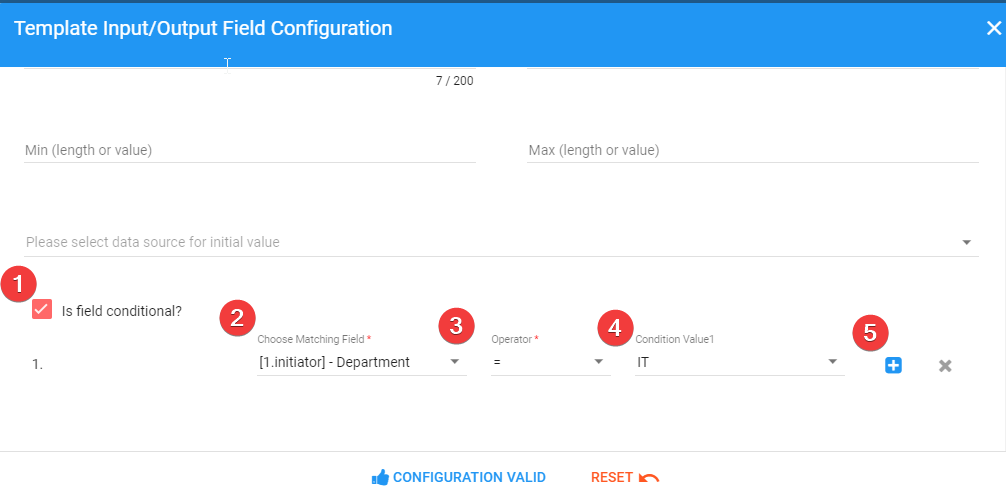 Template Input/Output Field Configuration
7 / 200
Min (length or value) Max (length or value)
Please select data source for initial value
1
Is field conditional?
2 3 4 5
Choose Matching Field * Operator * Condition Value1
1. [1.initiator] - Department = IT
CONFIGURATION VALID RESET